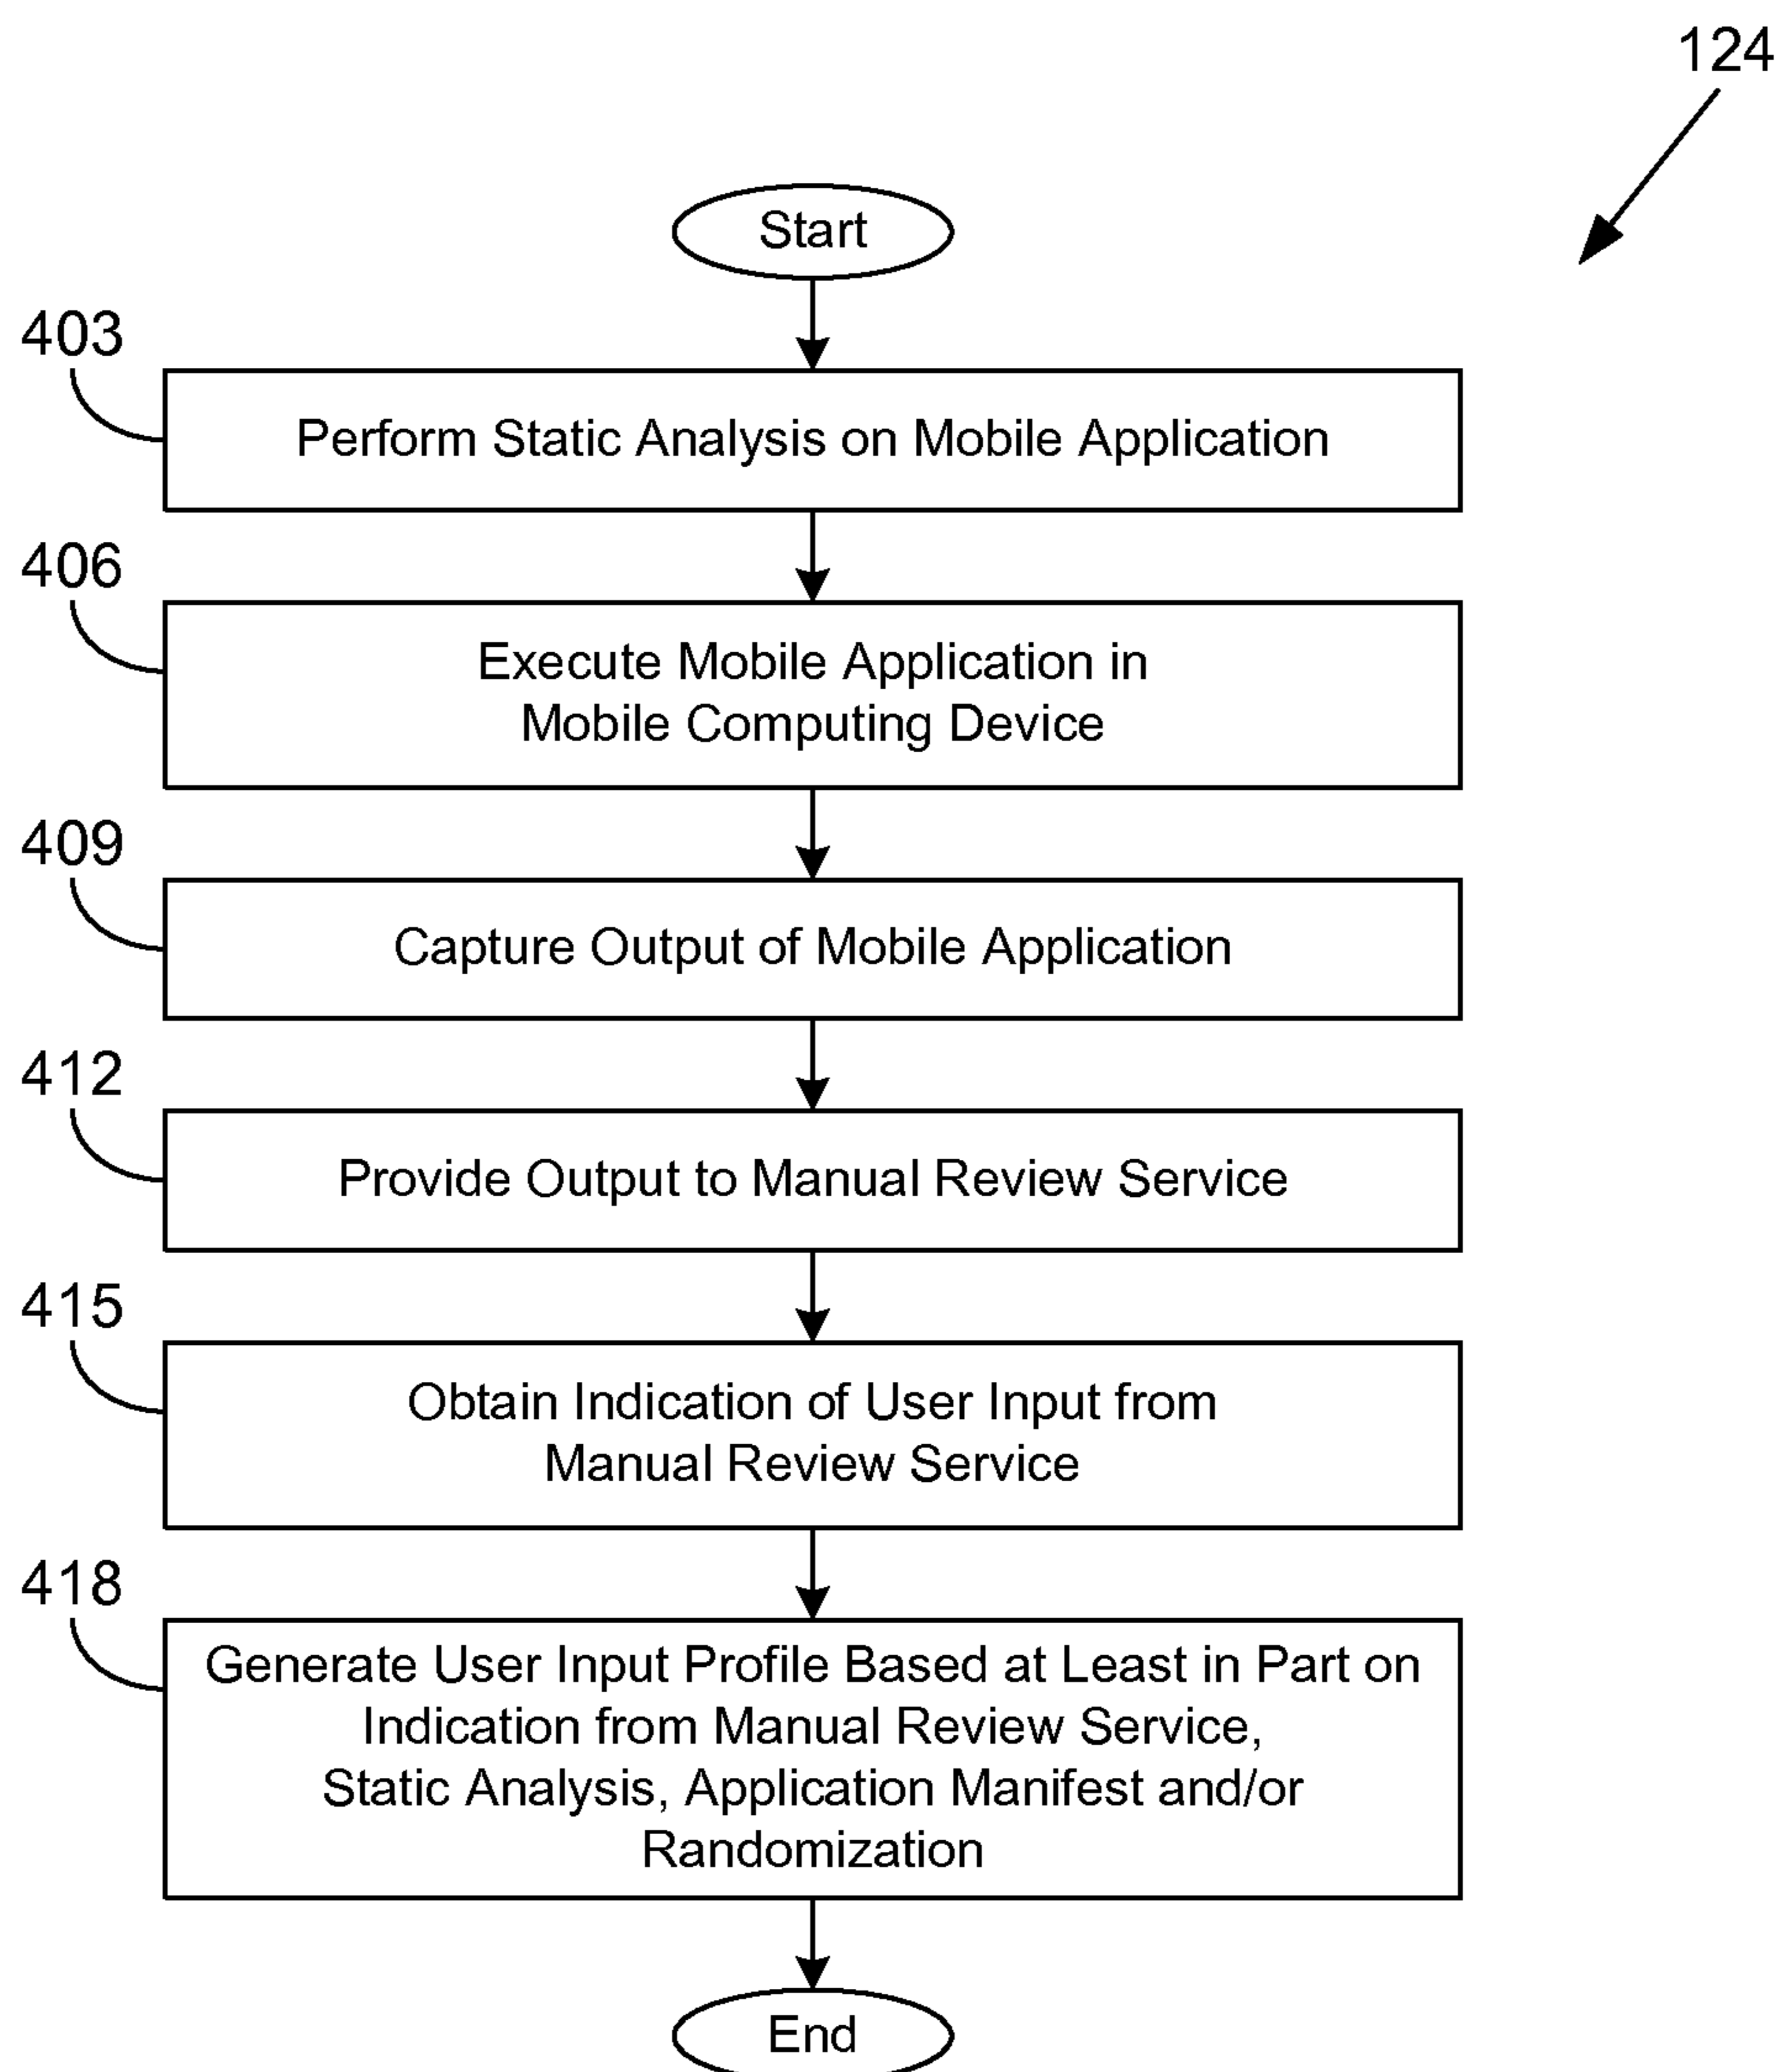 124
Start
403
Perform Static Analysis on Mobile Application
406
Execute Mobile Application in
Mobile Computing Device
409
Capture Output of Mobile Application
412
Provide Output to Manual Review Service
415
Obtain Indication of User Input from
Manual Review Service
418
Generate User Input Profile Based at Least in Part on
Indication from Manual Review Service,
Static Analysis, Application Manifest and/or
Randomization
End